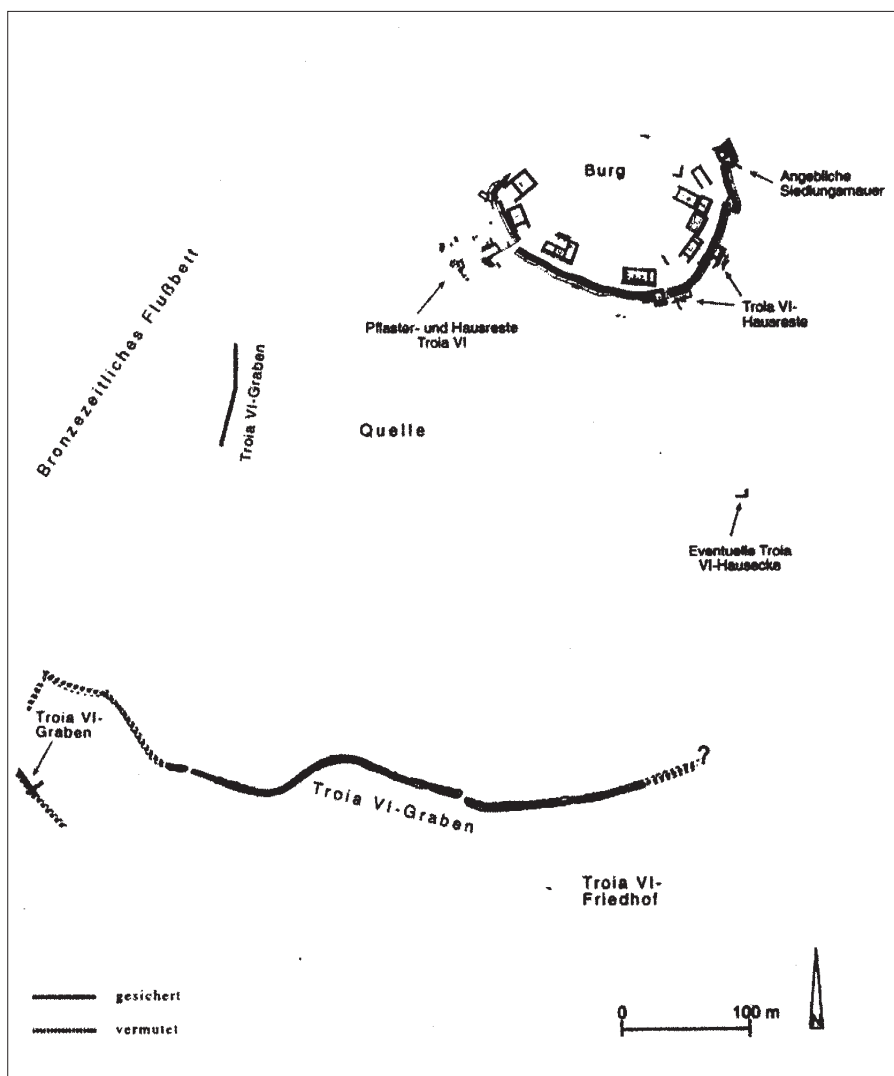 Burg
Angebliche
Siedlungsmauer
Troia VI-
Hausreste
Pflaster- und Hausreste
Troia VI
Bronzezeitliches Flußbett
Troia VI-Graben
Quelle
Eventuelle Troia
VI-Hausecke
Troia VI-
Graben
?
Troia VI-Graben
Troia VI-
Friedhof
gesichert
vermutet
0 100 m